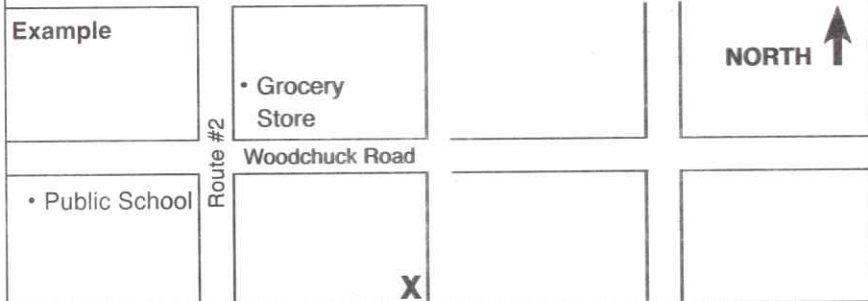 Example
NORTH
• Grocery
Store
Route #2
Woodchuck Road
• Public School
X